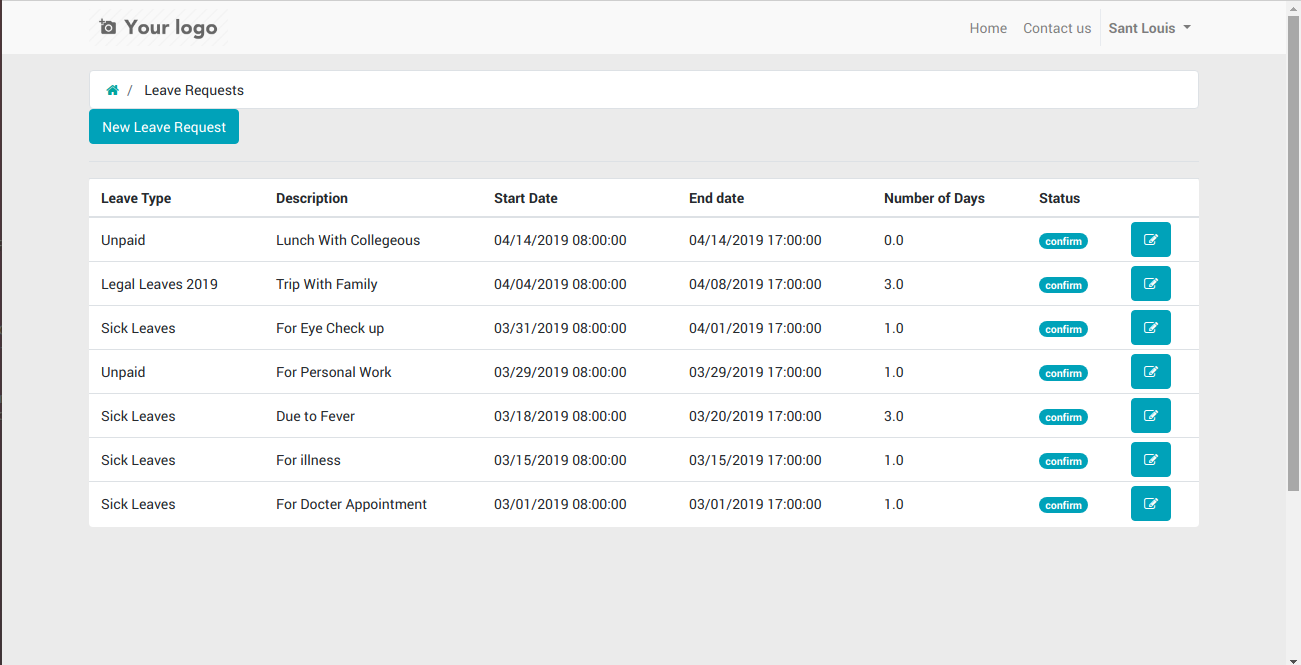 Your logo
Home Contact us Sant Louis
/ Leave Requests
New Leave Request
Leave Type Description Start Date End date Number of Days Status
Unpaid Lunch With Collegeous 04/14/2019 08:00:00 04/14/2019 17:00:00 0.0 confirm
Legal Leaves 2019 Trip With Family 04/04/2019 08:00:00 04/08/2019 17:00:00 3.0 confirm
Sick Leaves For Eye Check up 03/31/2019 08:00:00 04/01/2019 17:00:00 1.0 confirm
Unpaid For Personal Work 03/29/2019 08:00:00 03/29/2019 17:00:00 1.0 confirm
Sick Leaves Due to Fever 03/18/2019 08:00:00 03/20/2019 17:00:00 3.0 confirm
Sick Leaves For illness 03/15/2019 08:00:00 03/15/2019 17:00:00 1.0 confirm
Sick Leaves For Docter Appointment 03/01/2019 08:00:00 03/01/2019 17:00:00 1.0 confirm